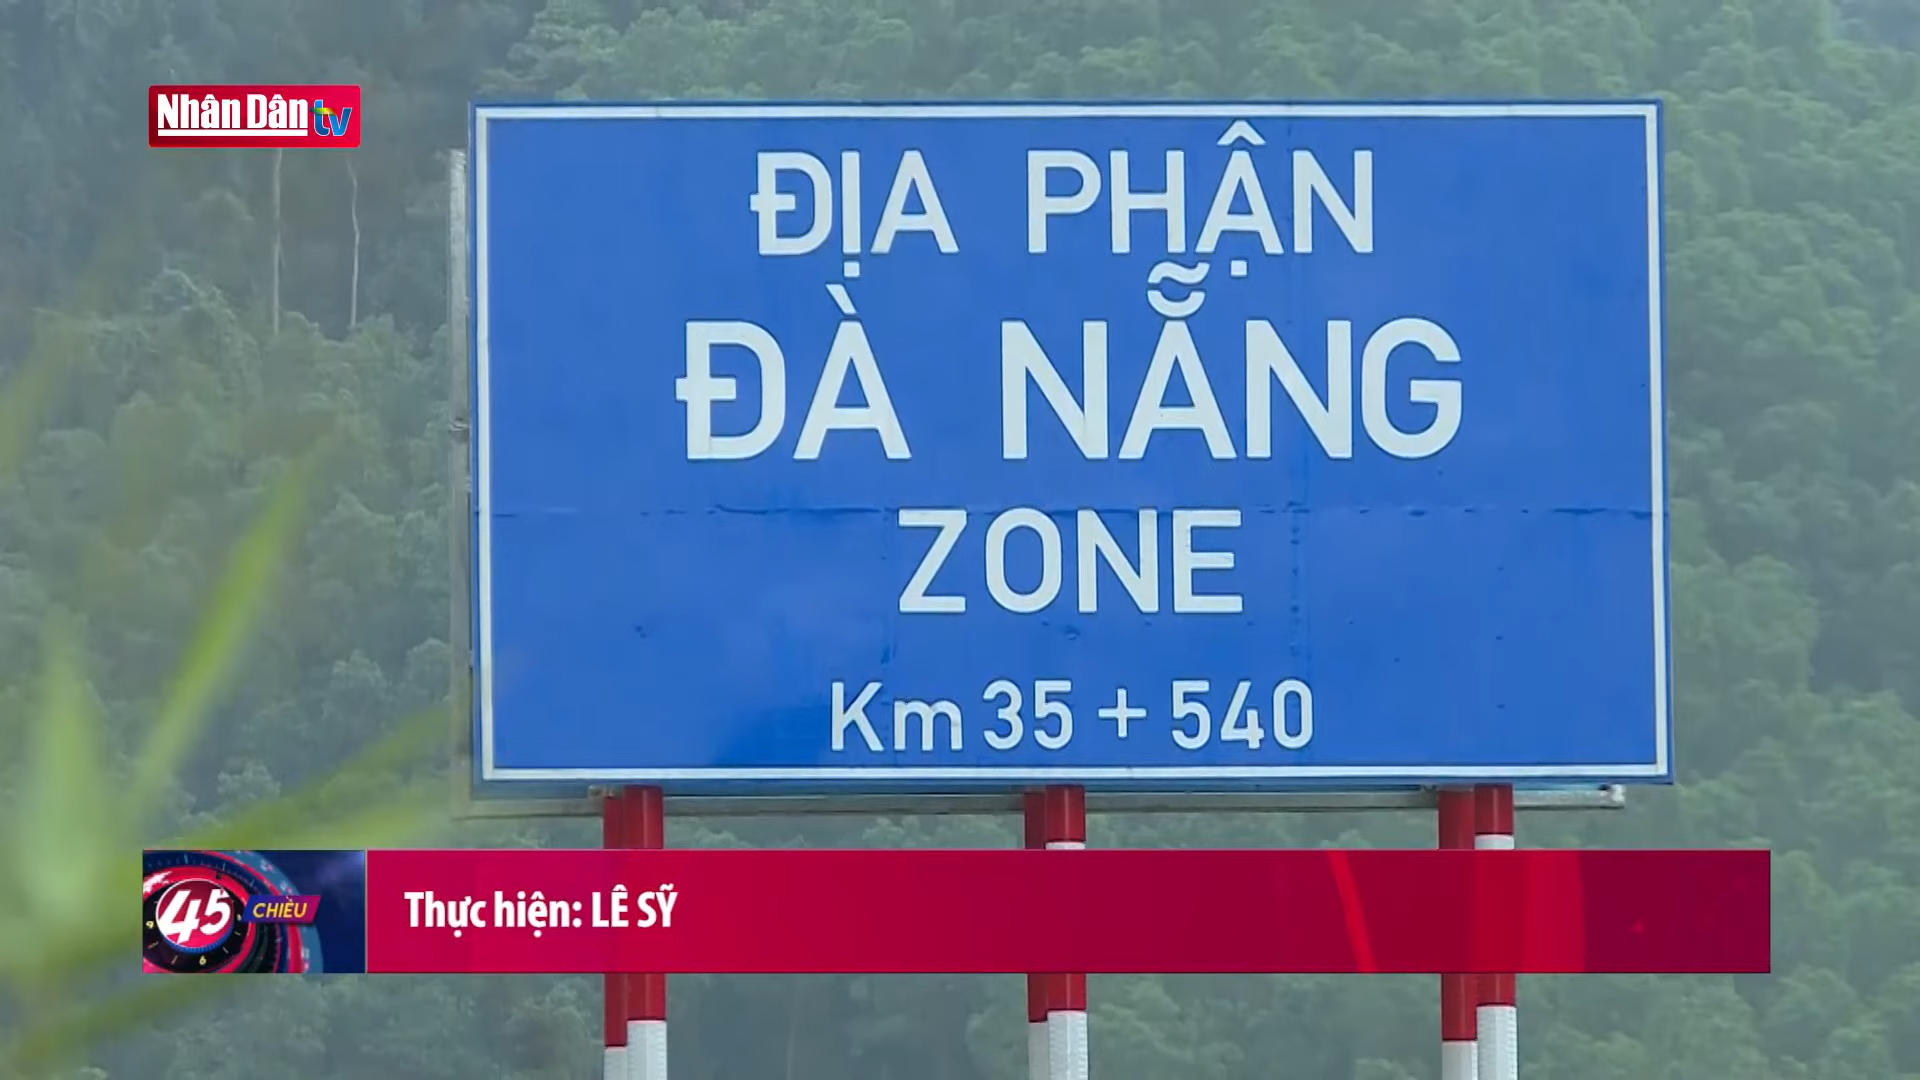 Nhân Dân tv
ĐỊA PHẬN
ĐÀ NẴNG
ZONE
Km 35 + 540
45 CHIỀU
Thực hiện: LÊ SỸ